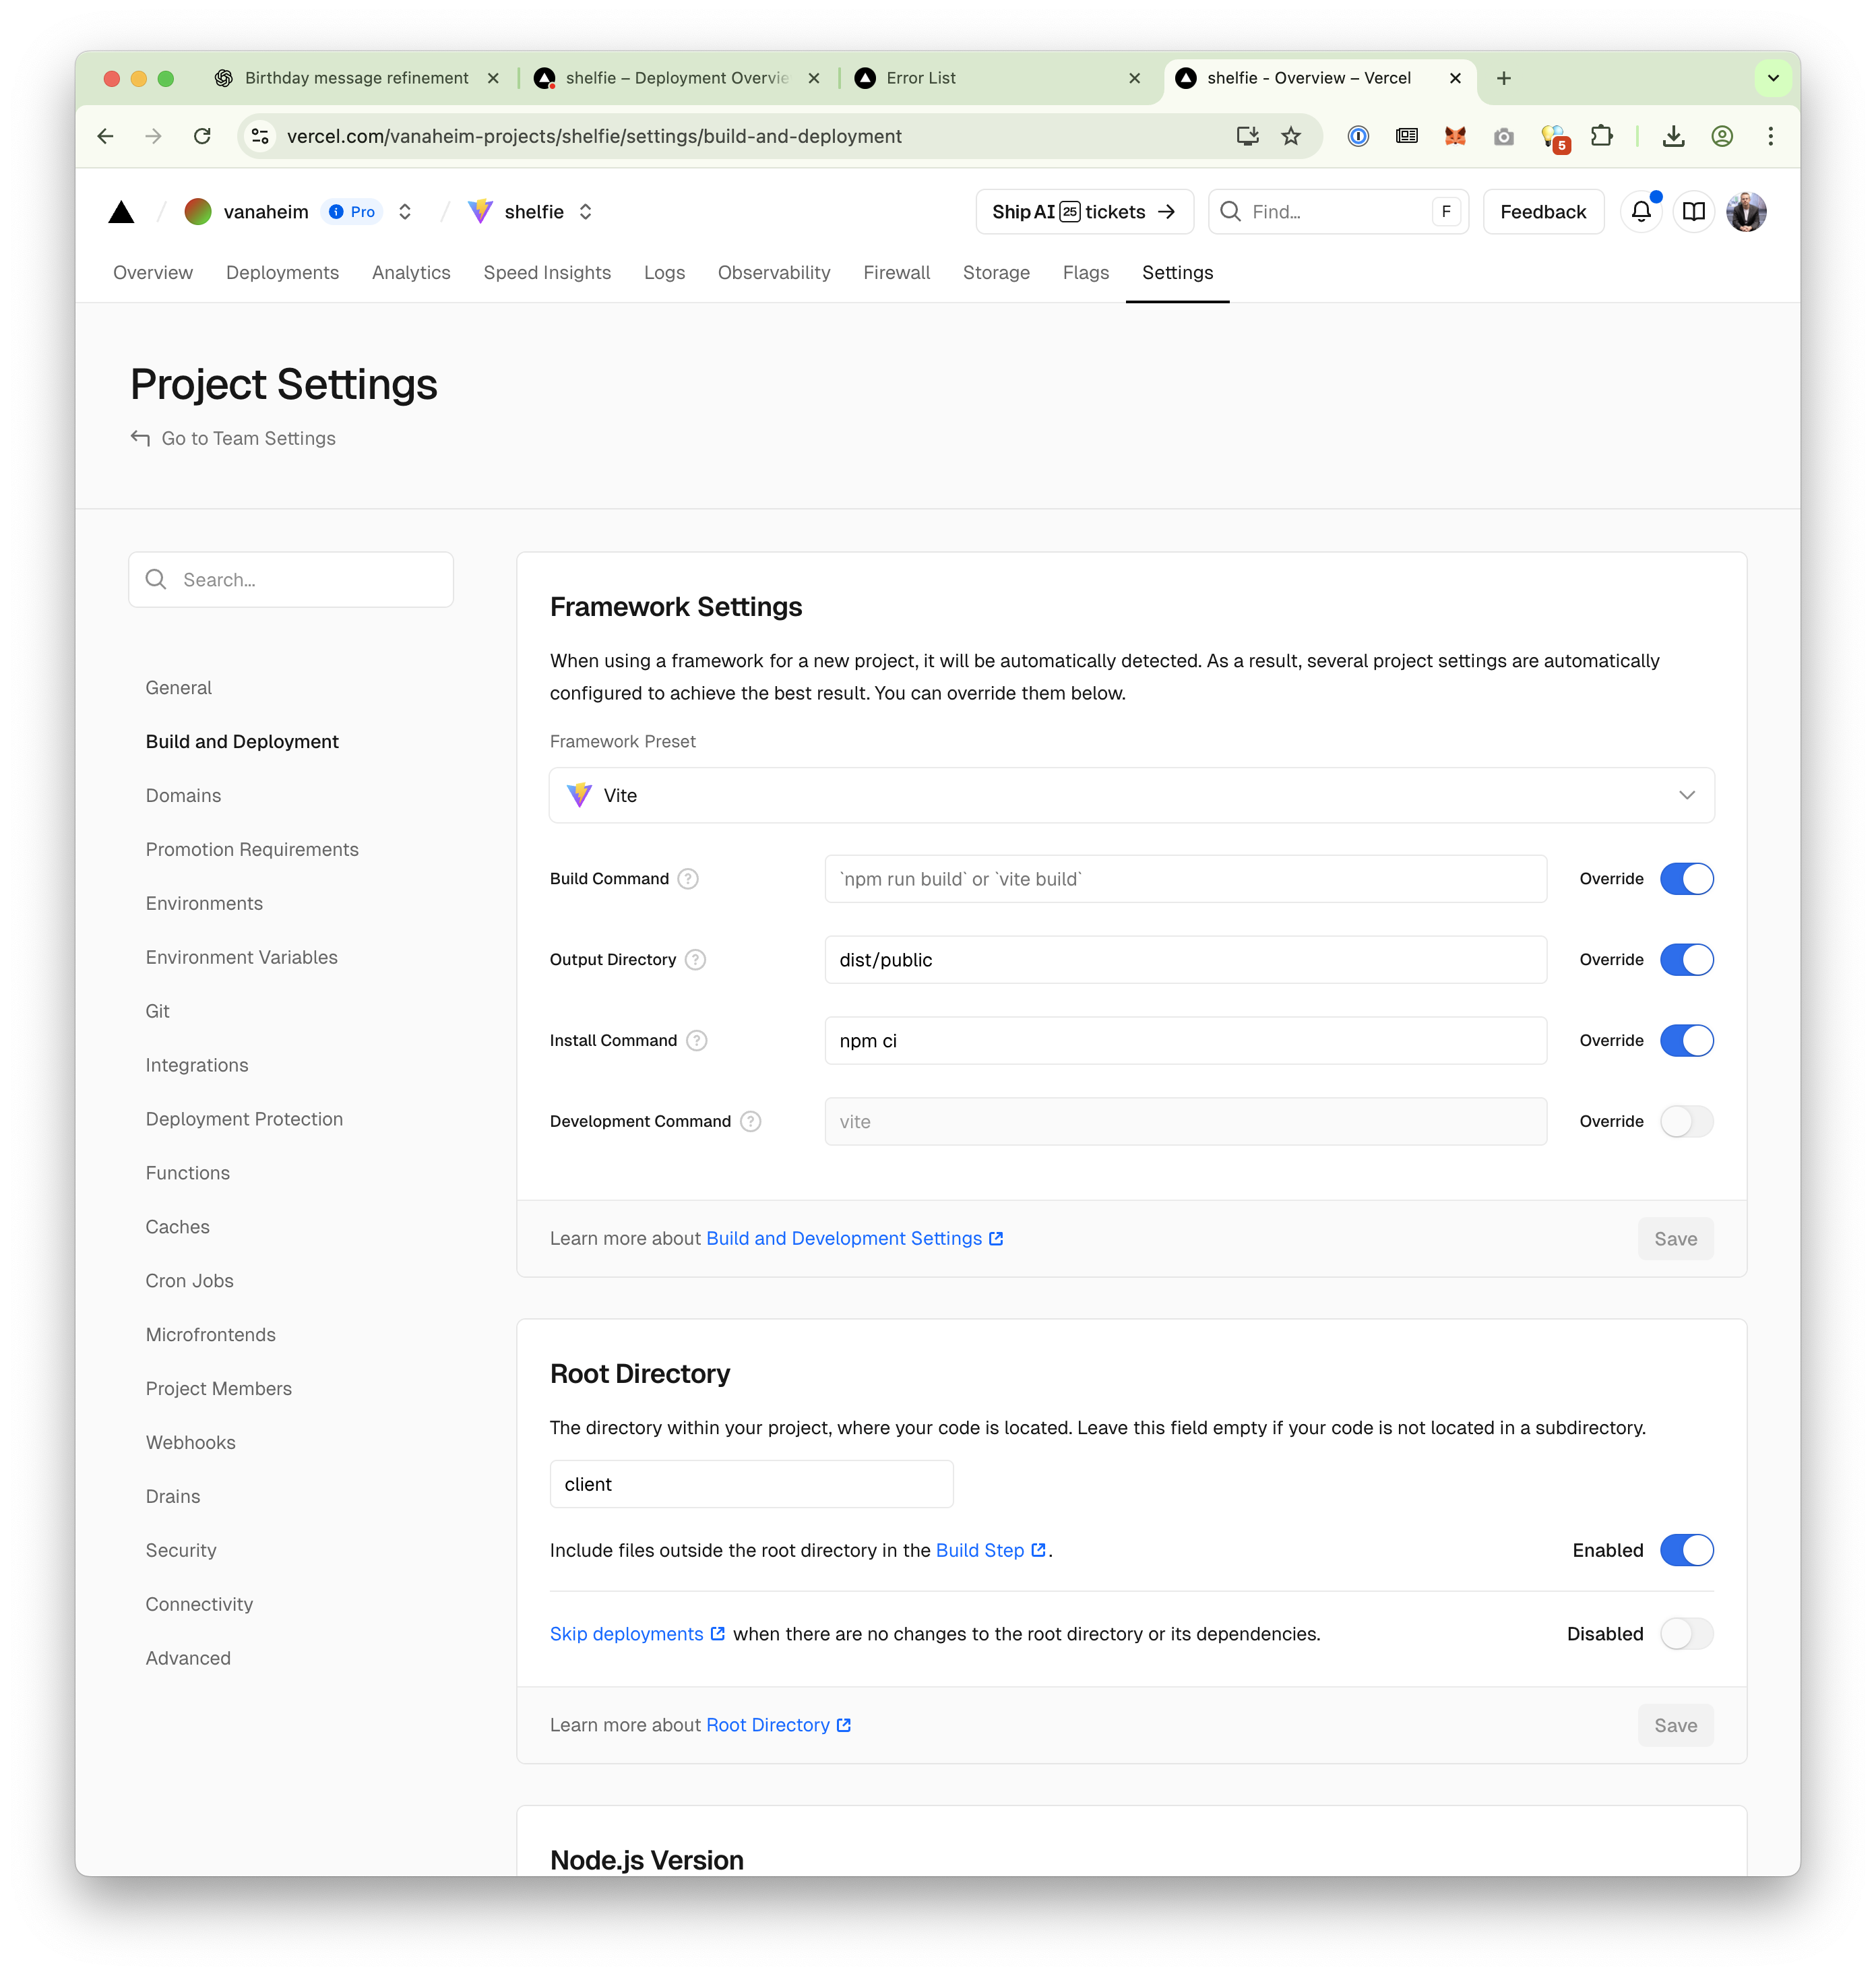 Birthday message refinement
shelfie – Deployment Overvie
Error List
shelfie - Overview – Vercel
vercel.com/vanaheim-projects/shelfie/settings/build-and-deployment
5
vanaheim
Pro
shelfie
Ship AI 25 tickets →
Find...
F
Feedback
Overview
Deployments
Analytics
Speed Insights
Logs
Observability
Firewall
Storage
Flags
Settings
Project Settings
Go to Team Settings
Search...
General
Build and Deployment
Domains
Promotion Requirements
Environments
Environment Variables
Git
Integrations
Deployment Protection
Functions
Caches
Cron Jobs
Microfrontends
Project Members
Webhooks
Drains
Security
Connectivity
Advanced
Framework Settings
When using a framework for a new project, it will be automatically detected. As a result, several project settings are automatically
configured to achieve the best result. You can override them below.
Framework Preset
Vite
Build Command ? `npm run build` or `vite build` Override
Output Directory ? dist/public Override
Install Command ? npm ci Override
Development Command ? vite Override
Learn more about Build and Development Settings
Save
Root Directory
The directory within your project, where your code is located. Leave this field empty if your code is not located in a subdirectory.
client
Include files outside the root directory in the Build Step.
Enabled
Skip deployments when there are no changes to the root directory or its dependencies.
Disabled
Learn more about Root Directory
Save
Node.js Version